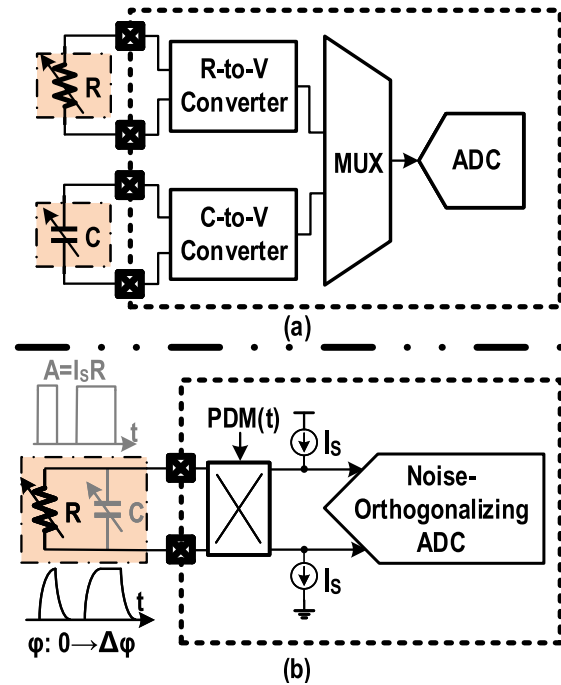 R
R-to-V
Converter
C
C-to-V
Converter
MUX
ADC
(a)
A=IₛR
t
PDM(t)
Iₛ
R
C
Noise-
Orthogonalizing
ADC
Iₛ
t
φ: 0→Δφ
(b)